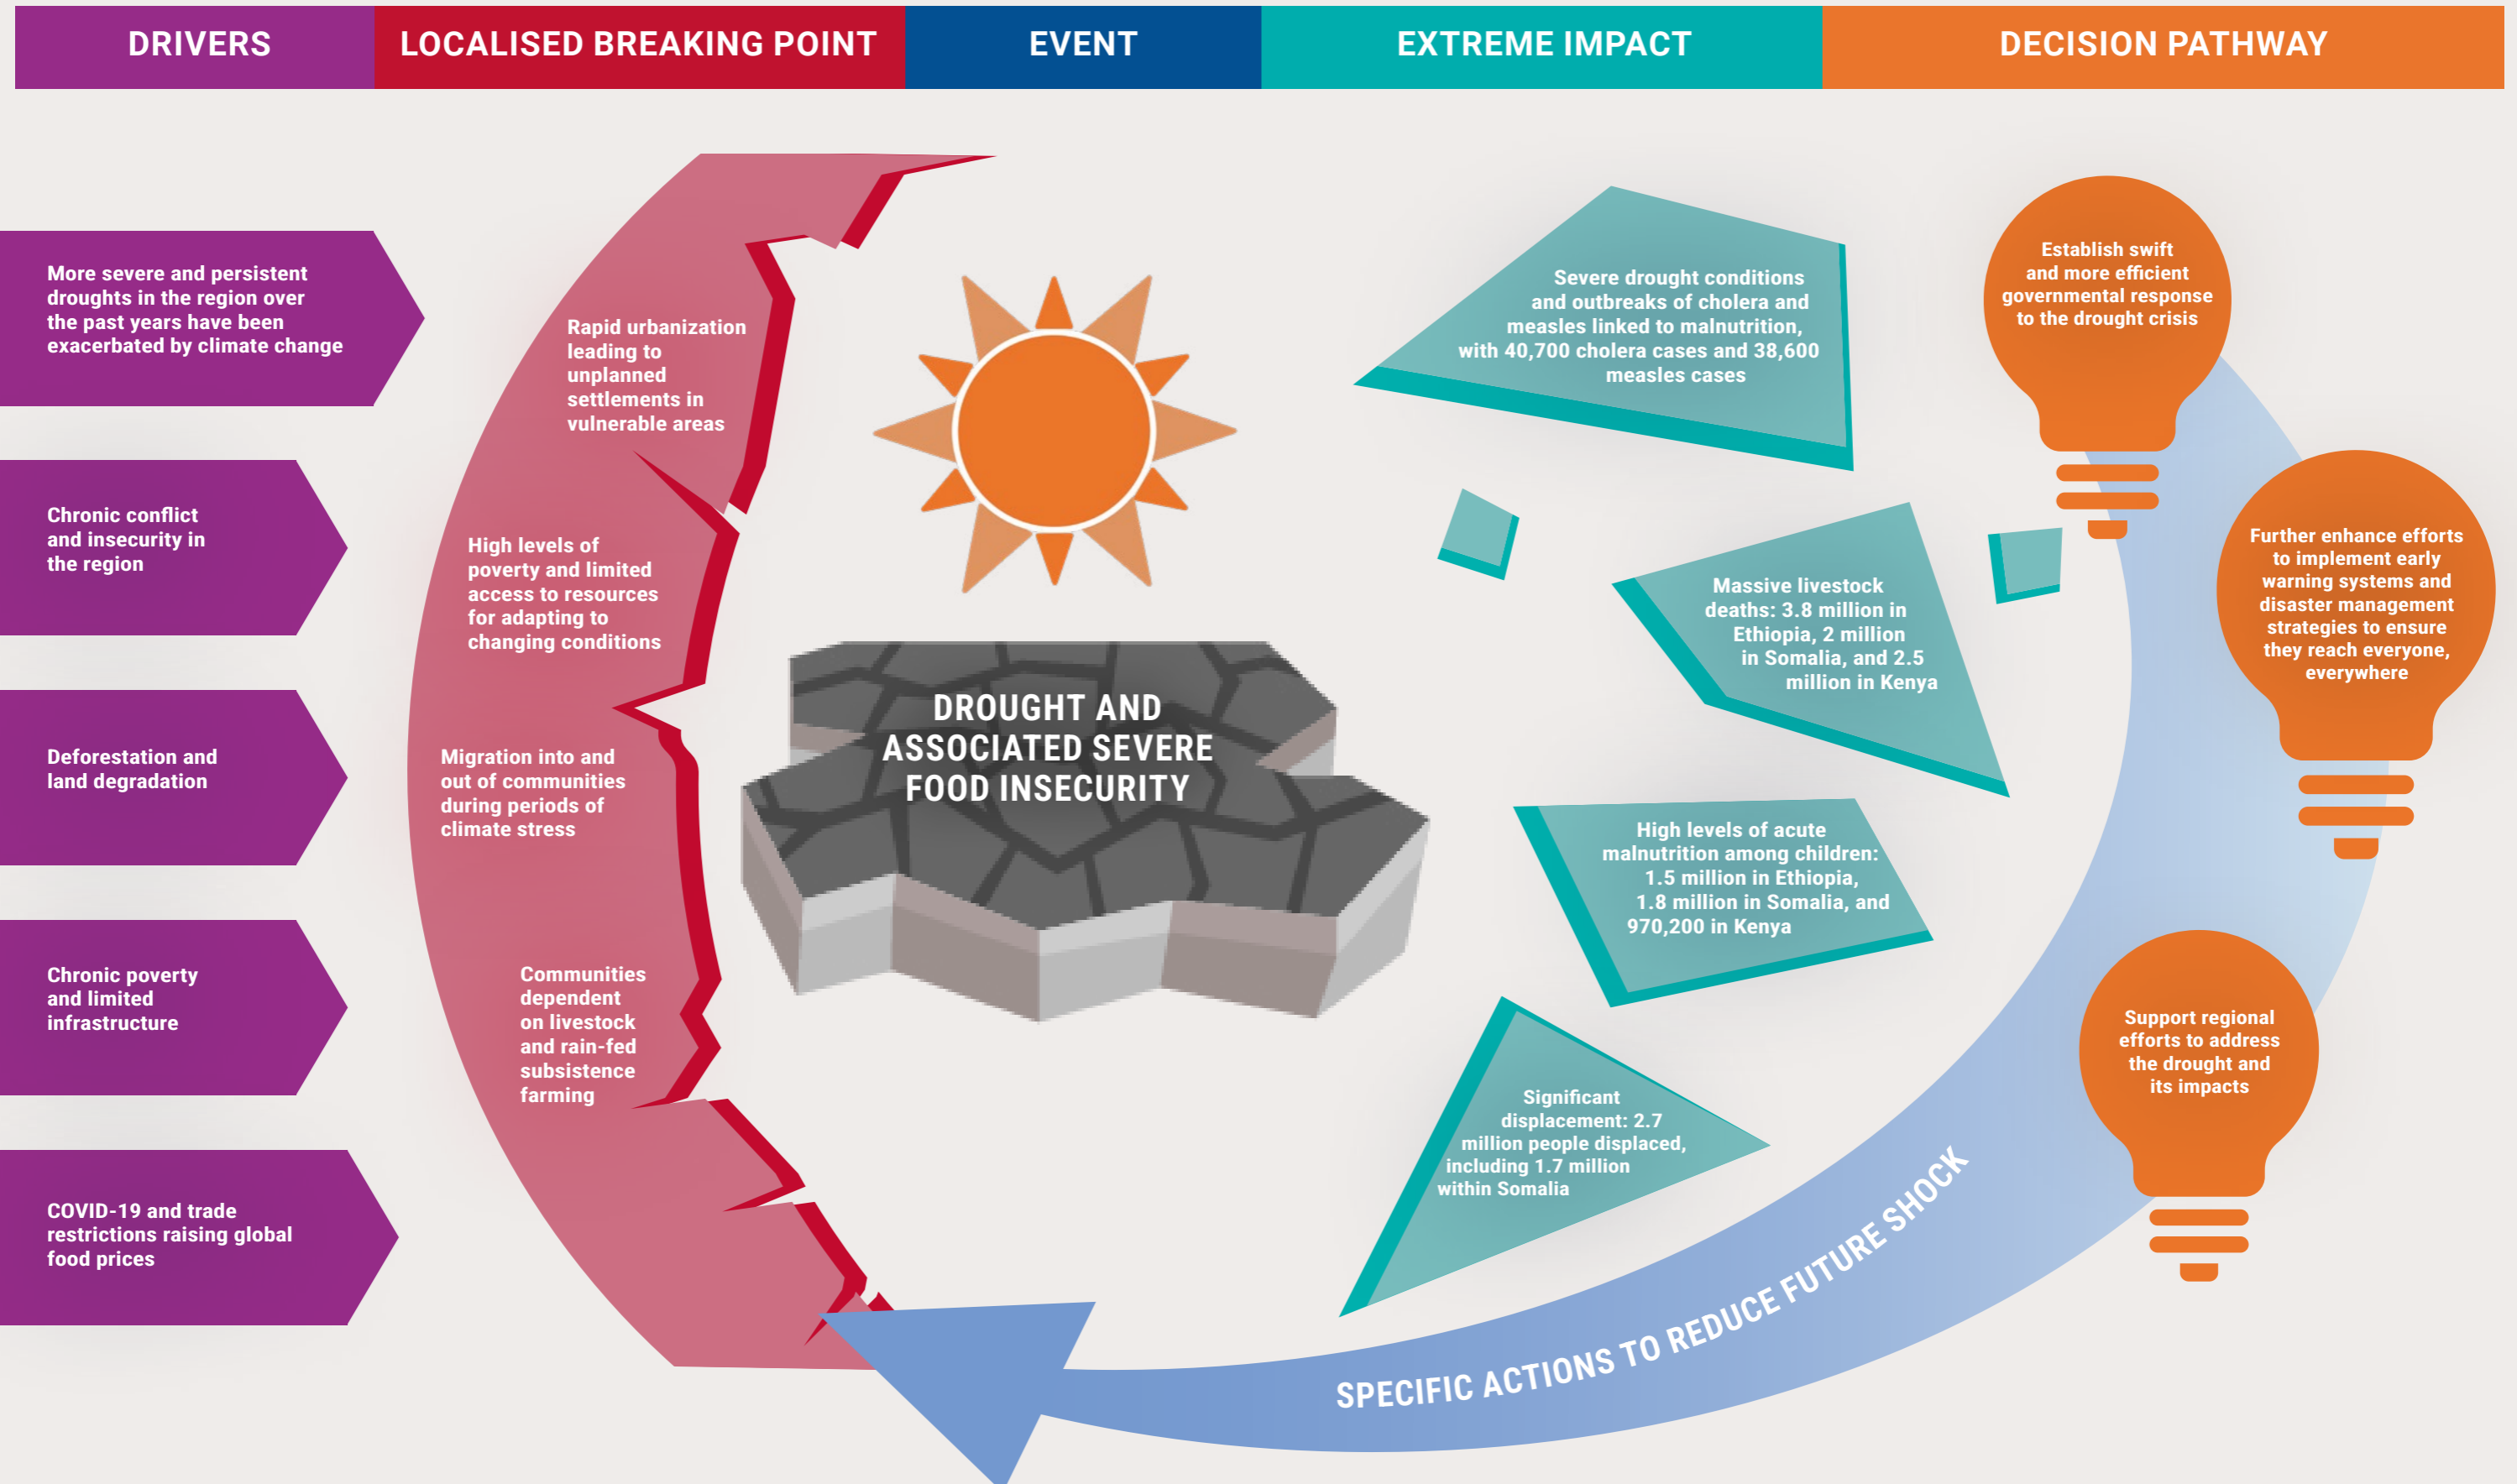 DRIVERS
LOCALISED BREAKING POINT
EVENT
EXTREME IMPACT
DECISION PATHWAY
More severe and persistent
droughts in the region over
the past years have been
exacerbated by climate change
Chronic conflict
and insecurity in
the region
Deforestation and
land degradation
Chronic poverty
and limited
infrastructure
COVID-19 and trade
restrictions raising global
food prices
Rapid urbanization
leading to
unplanned
settlements in
vulnerable areas
High levels of
poverty and limited
access to resources
for adapting to
changing conditions
Migration into and
out of communities
during periods of
climate stress
Communities
dependent
on livestock
and rain-fed
subsistence
farming
DROUGHT AND
ASSOCIATED SEVERE
FOOD INSECURITY
Severe drought conditions
and outbreaks of cholera and
measles linked to malnutrition,
with 40,700 cholera cases and 38,600
measles cases
Massive livestock
deaths: 3.8 million in
Ethiopia, 2 million
in Somalia, and 2.5
million in Kenya
High levels of acute
malnutrition among children:
1.5 million in Ethiopia,
1.8 million in Somalia, and
970,200 in Kenya
Significant
displacement: 2.7
million people displaced,
including 1.7 million
within Somalia
Establish swift
and more efficient
governmental response
to the drought crisis
Further enhance efforts
to implement early
warning systems and
disaster management
strategies to ensure
they reach everyone,
everywhere
Support regional
efforts to address
the drought and
its impacts
SPECIFIC ACTIONS TO REDUCE FUTURE SHOCK